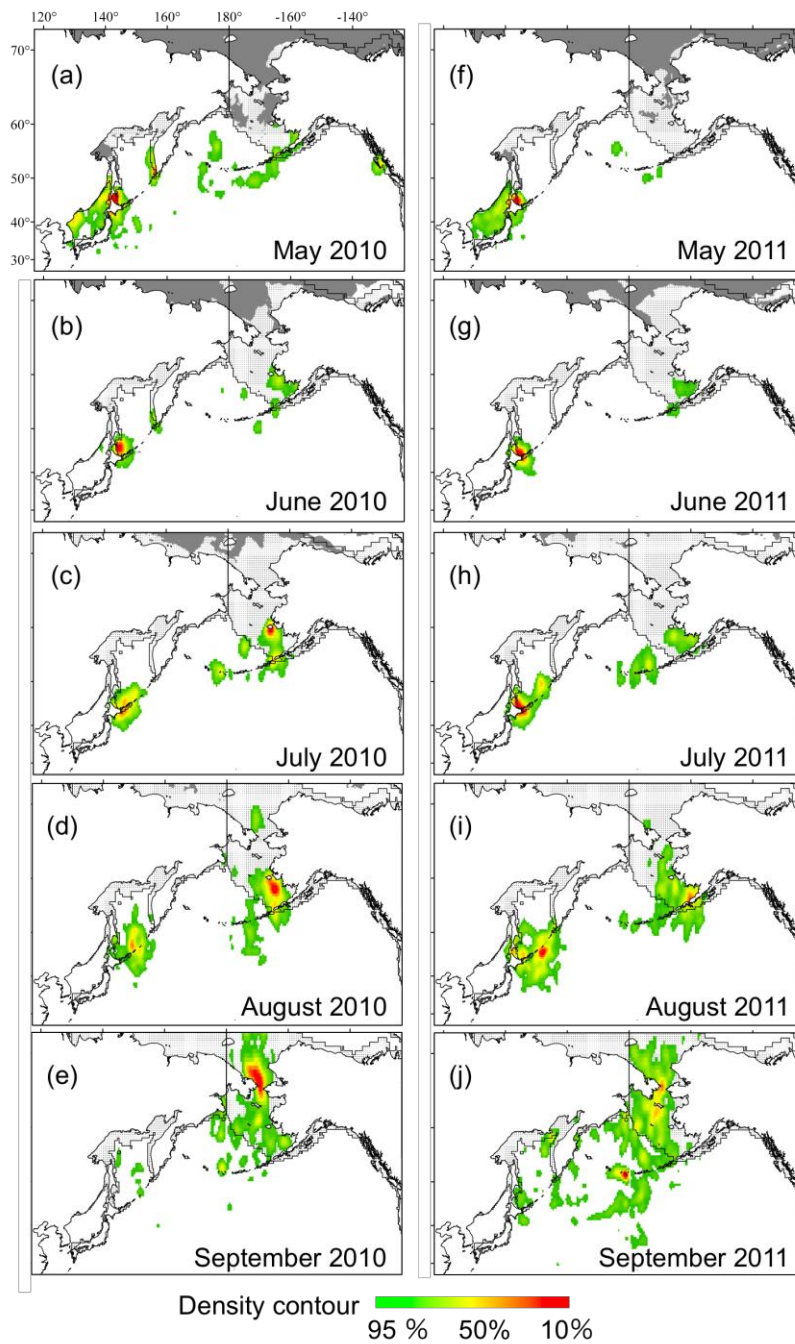 120° 140° 160° 180° -160° -140°
70°
60°
50°
40°
30°
(a)
May 2010
(f)
May 2011
(b)
June 2010
(g)
June 2011
(c)
July 2010
(h)
July 2011
(d)
August 2010
(i)
August 2011
(e)
September 2010
(j)
September 2011
Density contour
95 % 50% 10%